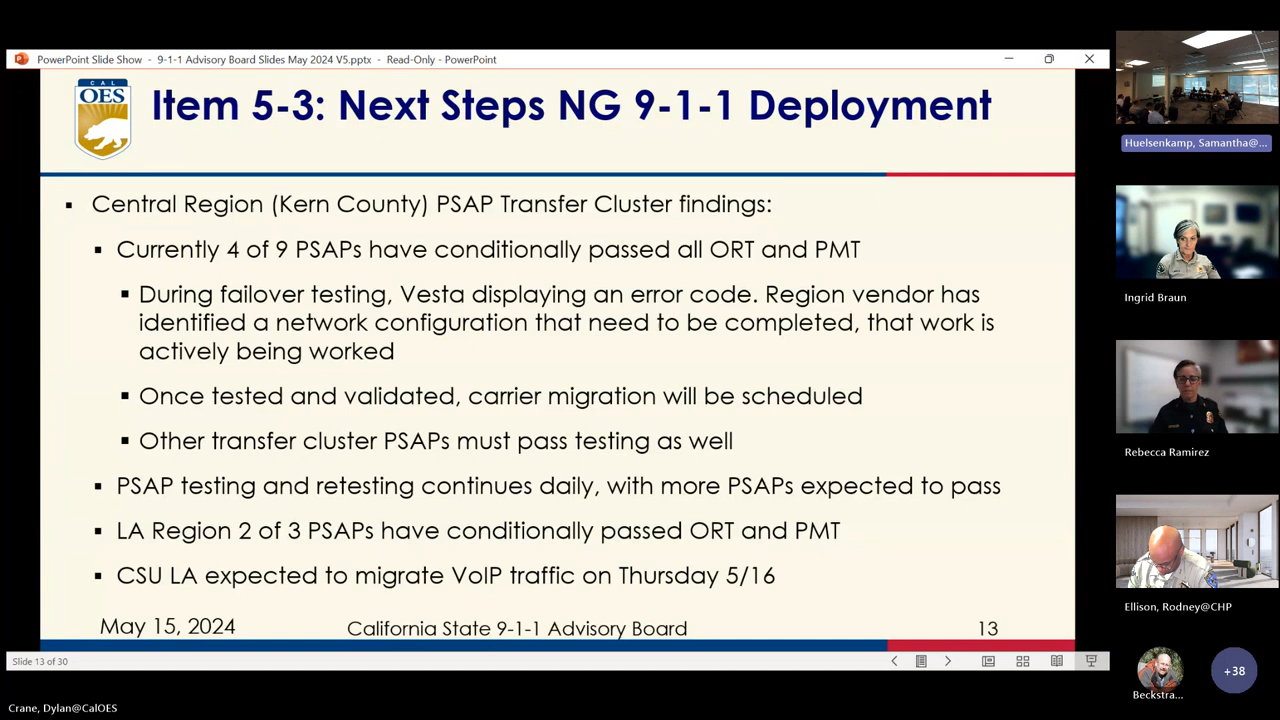 PowerPoint Slide Show - 9-1-1 Advisory Board Slides May 2024 V5.pptx - Read-Only - PowerPoint
CAL
OES
Item 5-3: Next Steps NG 9-1-1 Deployment
▪ Central Region (Kern County) PSAP Transfer Cluster findings:
▪ Currently 4 of 9 PSAPs have conditionally passed all ORT and PMT
▪ During failover testing, Vesta displaying an error code. Region vendor has
identified a network configuration that need to be completed, that work is
actively being worked
▪ Once tested and validated, carrier migration will be scheduled
▪ Other transfer cluster PSAPs must pass testing as well
▪ PSAP testing and retesting continues daily, with more PSAPs expected to pass
▪ LA Region 2 of 3 PSAPs have conditionally passed ORT and PMT
▪ CSU LA expected to migrate VoIP traffic on Thursday 5/16
May 15, 2024
California State 9-1-1 Advisory Board
13
Slide 13 of 30
Crane, Dylan@CalOES
Huelsenkamp, Samantha@...
Ingrid Braun
Rebecca Ramirez
Ellison, Rodney@CHP
Beckstra...
+38